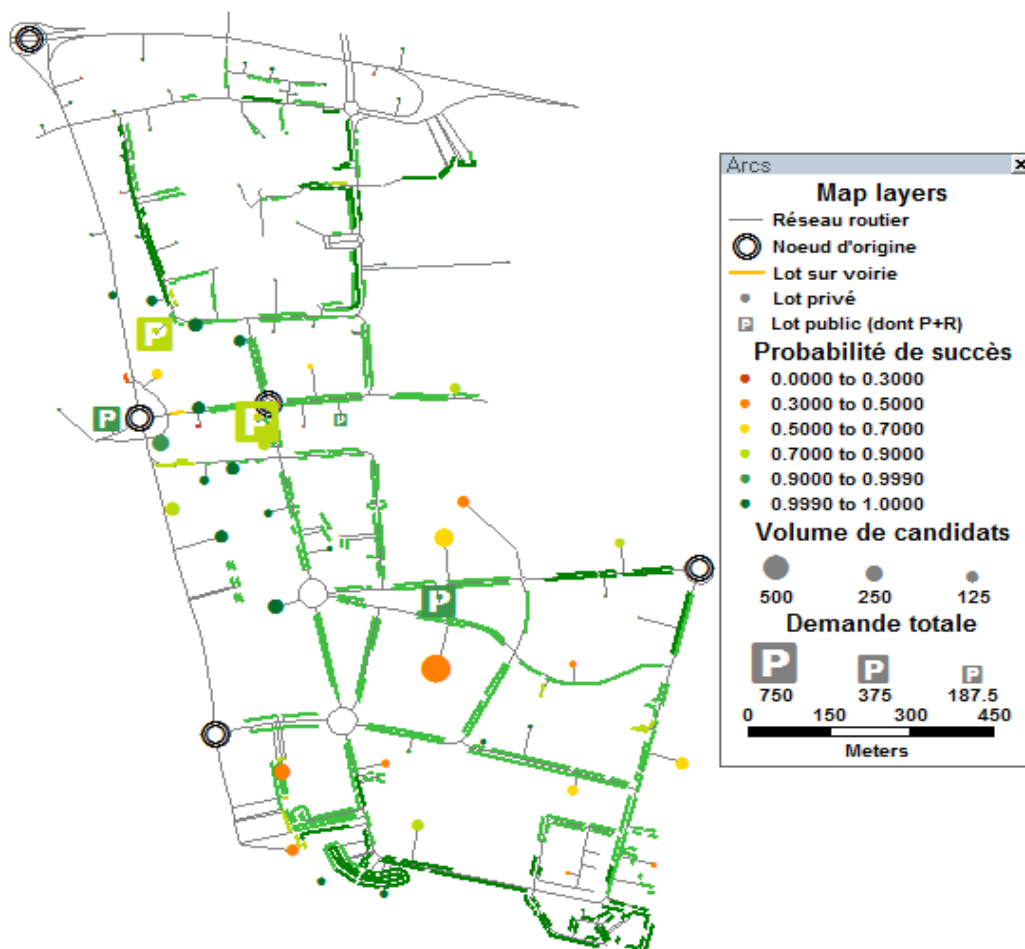 Arcs
Map layers
Réseau routier
Noeud d'origine
Lot sur voirie
Lot privé
P Lot public (dont P+R)
Probabilité de succès
0.0000 to 0.3000
0.3000 to 0.5000
0.5000 to 0.7000
0.7000 to 0.9000
0.9000 to 0.9990
0.9990 to 1.0000
Volume de candidats
500 250 125
Demande totale
P P P
750 375 187.5
0 150 300 450
Meters
P
P
P
P
P